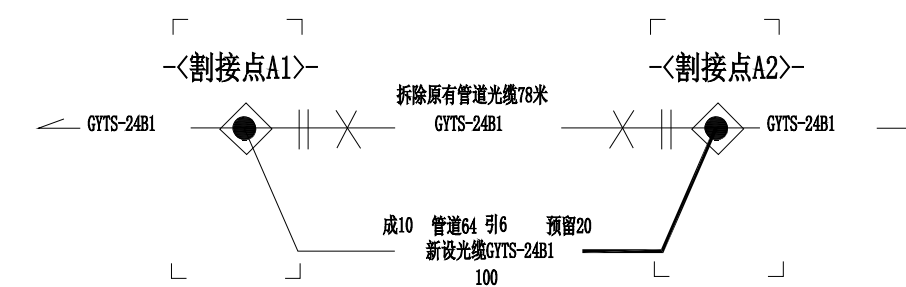 -<割接点A1>-
-<割接点A2>-
拆除原有管道光缆78米
GYTS-24B1
GYTS-24B1
GYTS-24B1
成10 管道64 引6 预留20
新设光缆GYTS-24B1
100